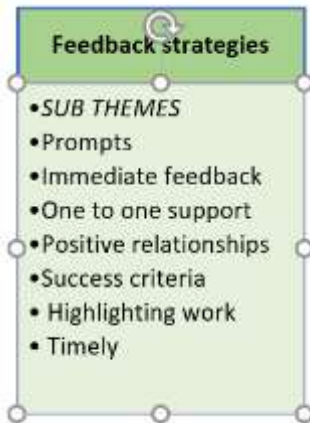 Feedback strategies
•SUB THEMES
•Prompts
•Immediate feedback
•One to one support
•Positive relationships
•Success criteria
• Highlighting work
• Timely